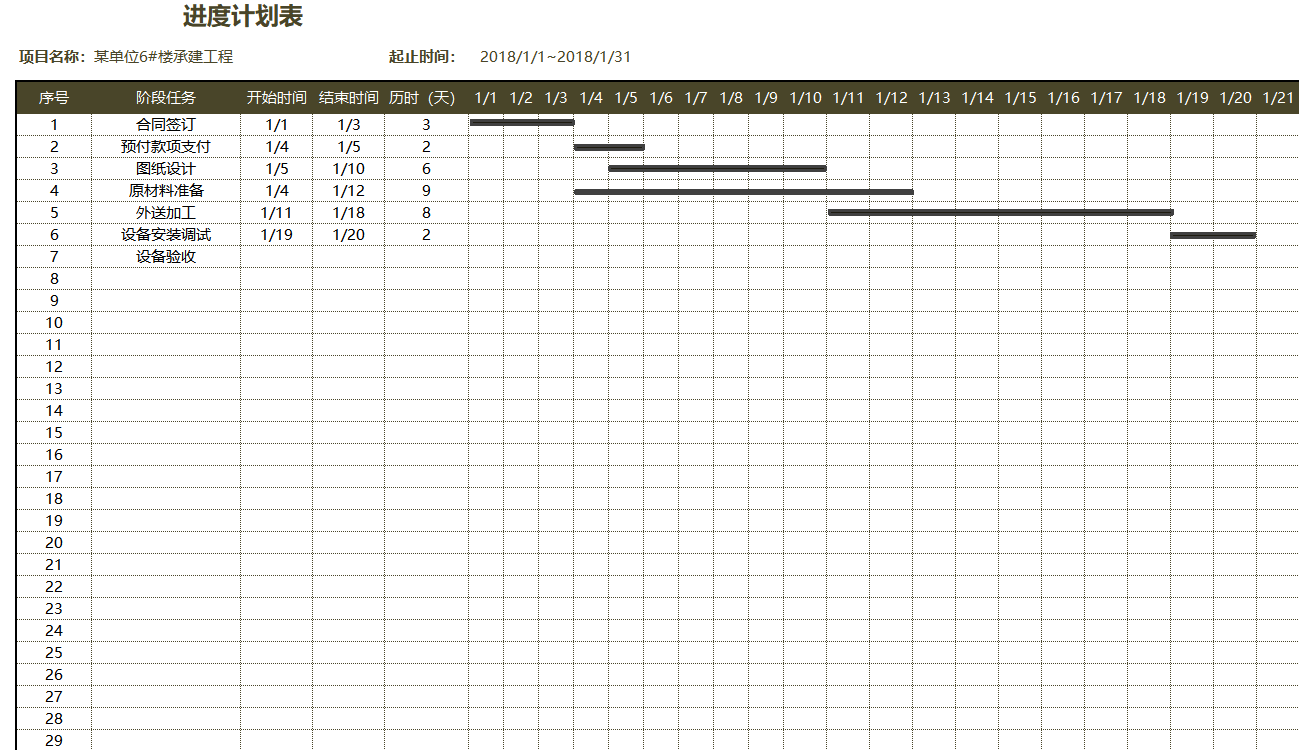 进度计划表
项目名称：某单位6#楼承建工程 起止时间： 2018/1/1~2018/1/31
序号 阶段任务 开始时间 结束时间 历时（天） 1/1 1/2 1/3 1/4 1/5 1/6 1/7 1/8 1/9 1/10 1/11 1/12 1/13 1/14 1/15 1/16 1/17 1/18 1/19 1/20 1/21
1 合同签订 1/1 1/3 3
2 预付款项支付 1/4 1/5 2
3 图纸设计 1/5 1/10 6
4 原材料准备 1/4 1/12 9
5 外送加工 1/11 1/18 8
6 设备安装调试 1/19 1/20 2
7 设备验收
8
9
10
11
12
13
14
15
16
17
18
19
20
21
22
23
24
25
26
27
28
29